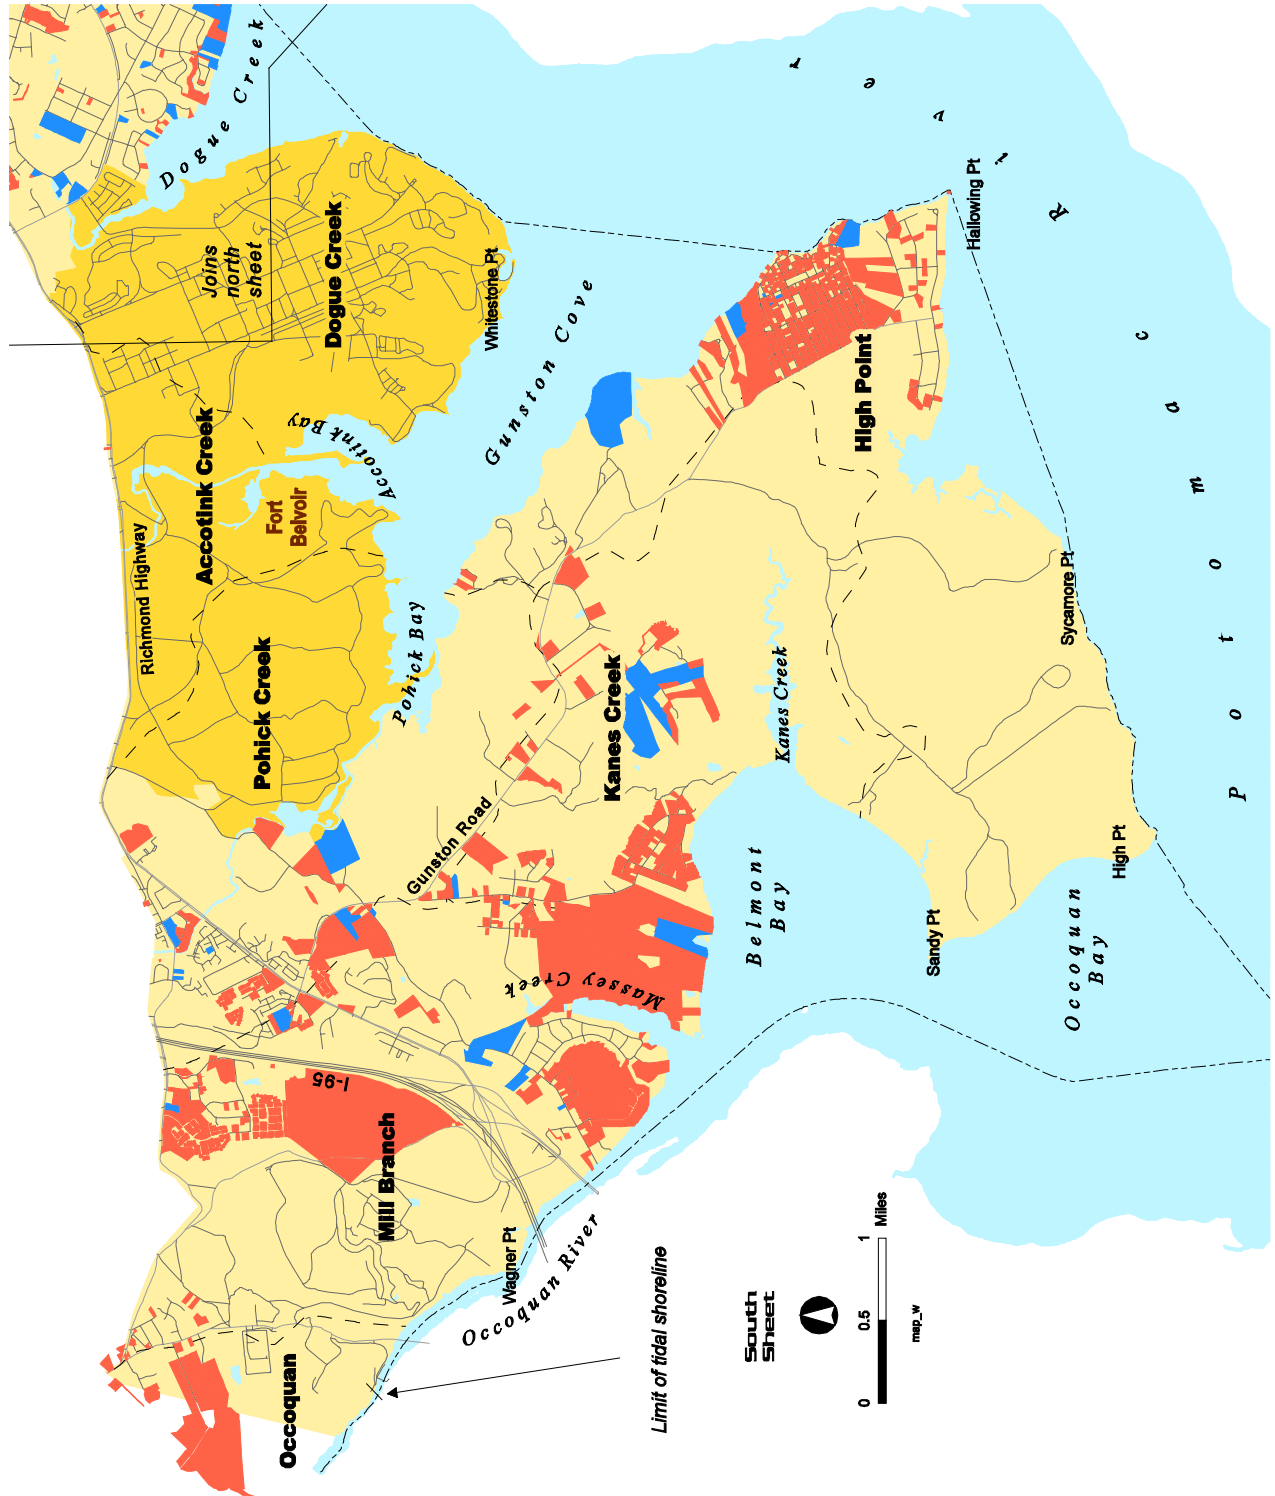 Dogue Creek
Joins
north
sheet
Dogue Creek
Whitestone Pt
Accotink Creek
Accotink Bay
Fort
Belvoir
Richmond Highway
Pohick Creek
Pohick Bay
Gunston Cove
High Point
Hallowing Pt
Potomac River
Sycamore Pt
Kanes Creek
Kanes Creek
Gunston Road
High Pt
Sandy Pt
Belmont
Bay
Occoquan
Bay
Massey Creek
I-95
Mill Branch
Wagner Pt
Occoquan River
Occoquan
Limit of tidal shoreline
South
Sheet
0 0.5 1 Miles
map_w